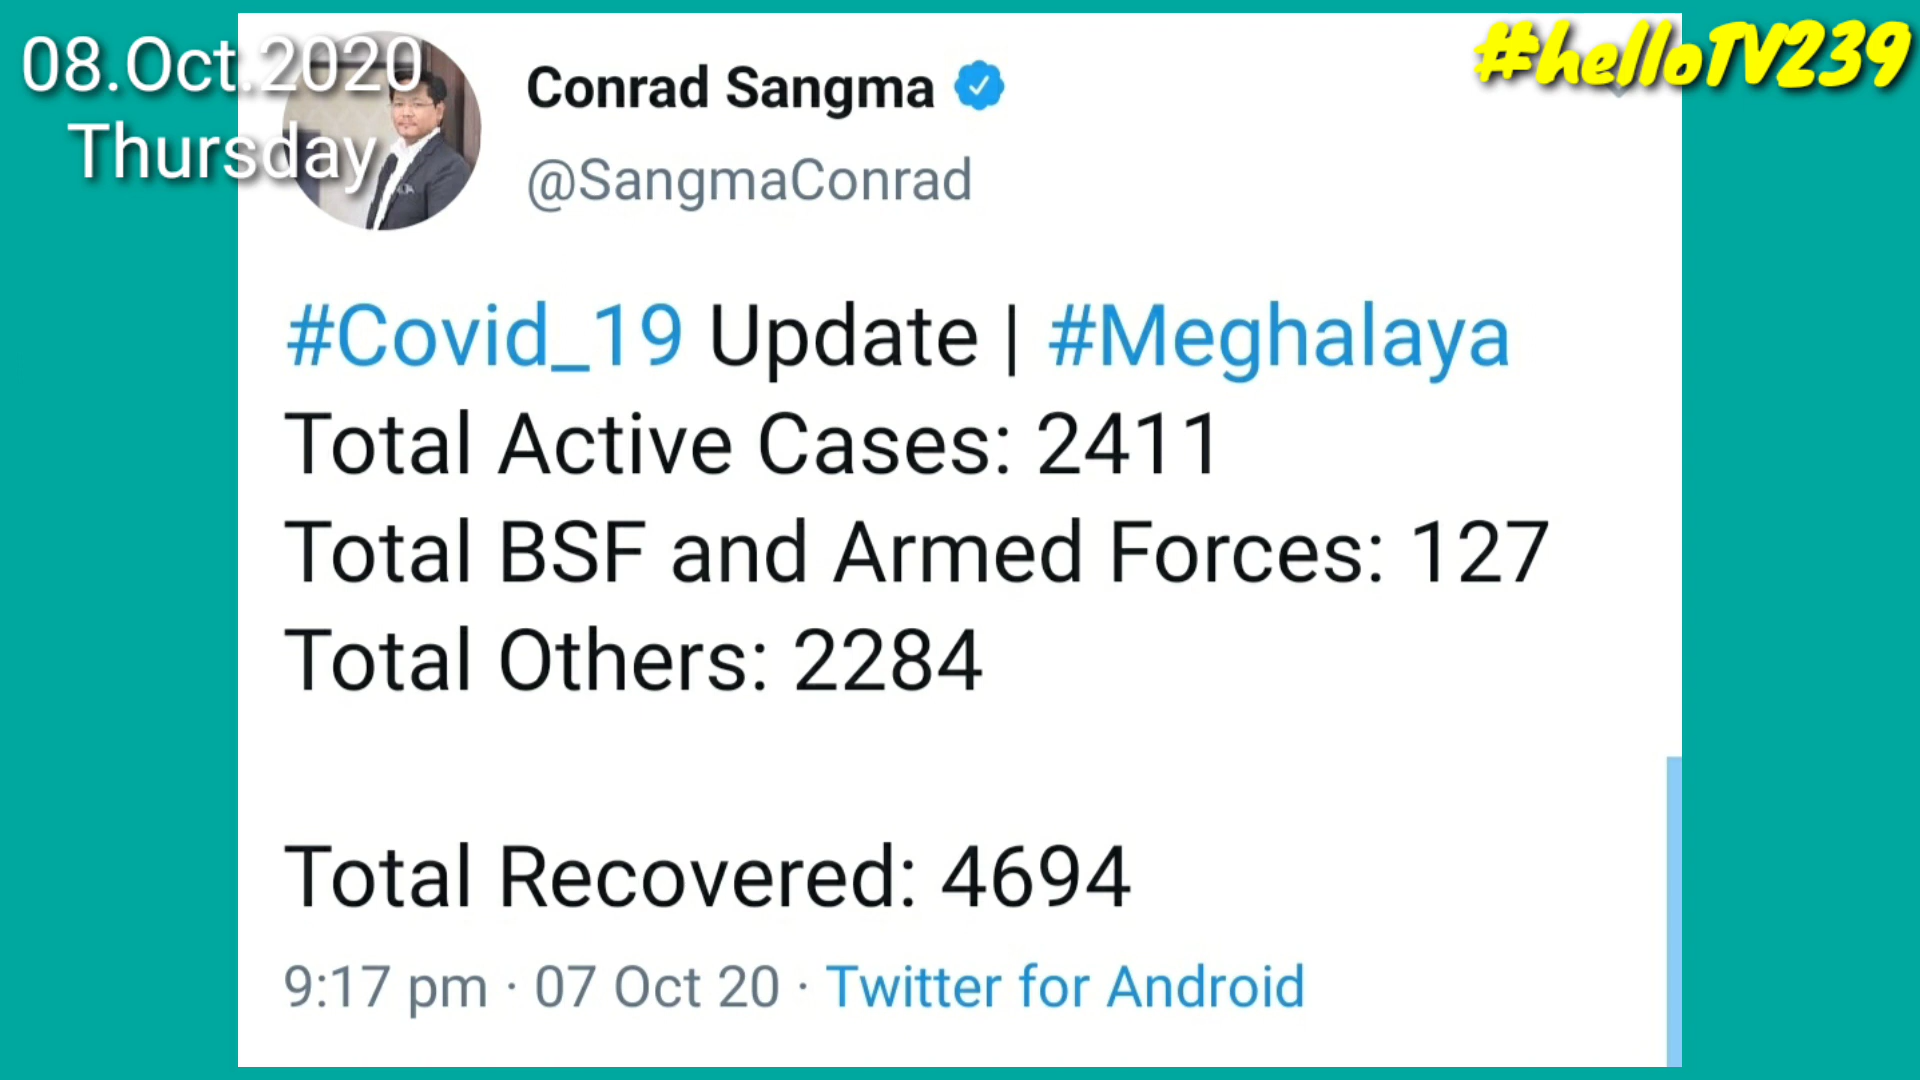 08.Oct.2020
Thursday
#helloTV239
Conrad Sangma
@SangmaConrad
#Covid_19 Update | #Meghalaya
Total Active Cases: 2411
Total BSF and Armed Forces: 127
Total Others: 2284
Total Recovered: 4694
9:17 pm · 07 Oct 20 · Twitter for Android